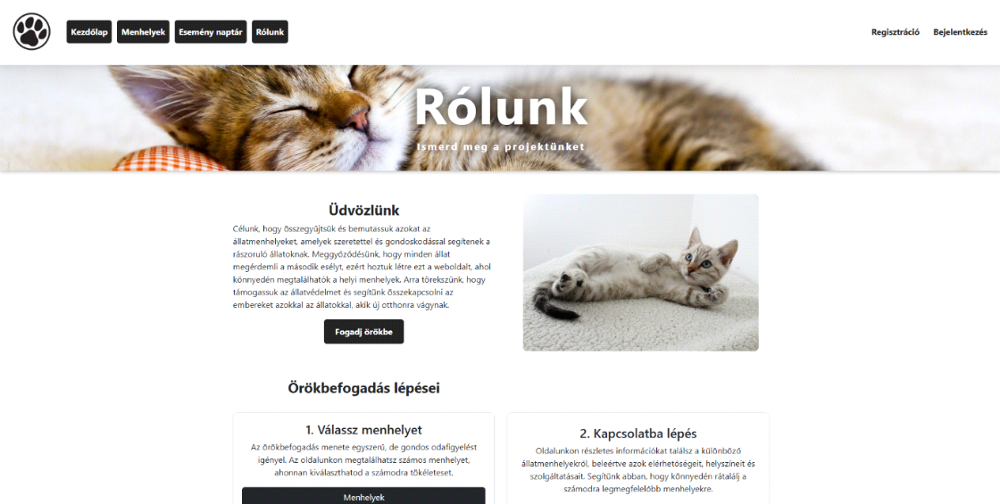 Kezdőlap Menhelyek Esemény naptár Rólunk Regisztráció Bejelentkezés
Rólunk
Ismerd meg a projektünket
Üdvözlünk
Célunk, hogy összegyűjtsük és bemutassuk azokat az
állatmenhelyeket, amelyek szeretettel és gondoskodással segítenek a
rászoruló állatoknak. Meggyőződésünk, hogy minden állat
megérdemli a második esélyt, ezért hoztuk létre ezt a weboldalt, ahol
könnyedén megtalálhatók a helyi menhelyek. Arra törekszünk, hogy
támogassuk az állatvédelmet és segítünk összekapcsolni az
embereket azokkal az állatokkal, akik új otthonra vágynak.
Fogadj örökbe
Örökbefogadás lépései
1. Válassz menhelyet
Az örökbefogadás menete egyszerű, de gondos odafigyelést
igényel. Az oldalunkon megtalálhatsz számos menhelyet,
ahonnan kiválaszthatod a számodra tökéleteset.
Menhelyek
2. Kapcsolatba lépés
Oldalunkon részletes információkat találsz a különböző
állatmenhelyekről, beleértve azok elérhetőségeit, helyszíneit és
szolgáltatásait. Segítünk abban, hogy könnyedén rátalálj a
számodra legmegfelelőbb menhelyekre.